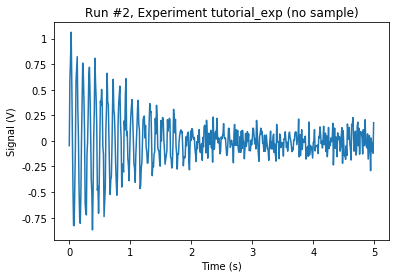 Run #2, Experiment tutorial_exp (no sample)
1
0.75
0.5
0.25
0
-0.25
-0.5
-0.75
Signal (V)
0 1 2 3 4 5
Time (s)